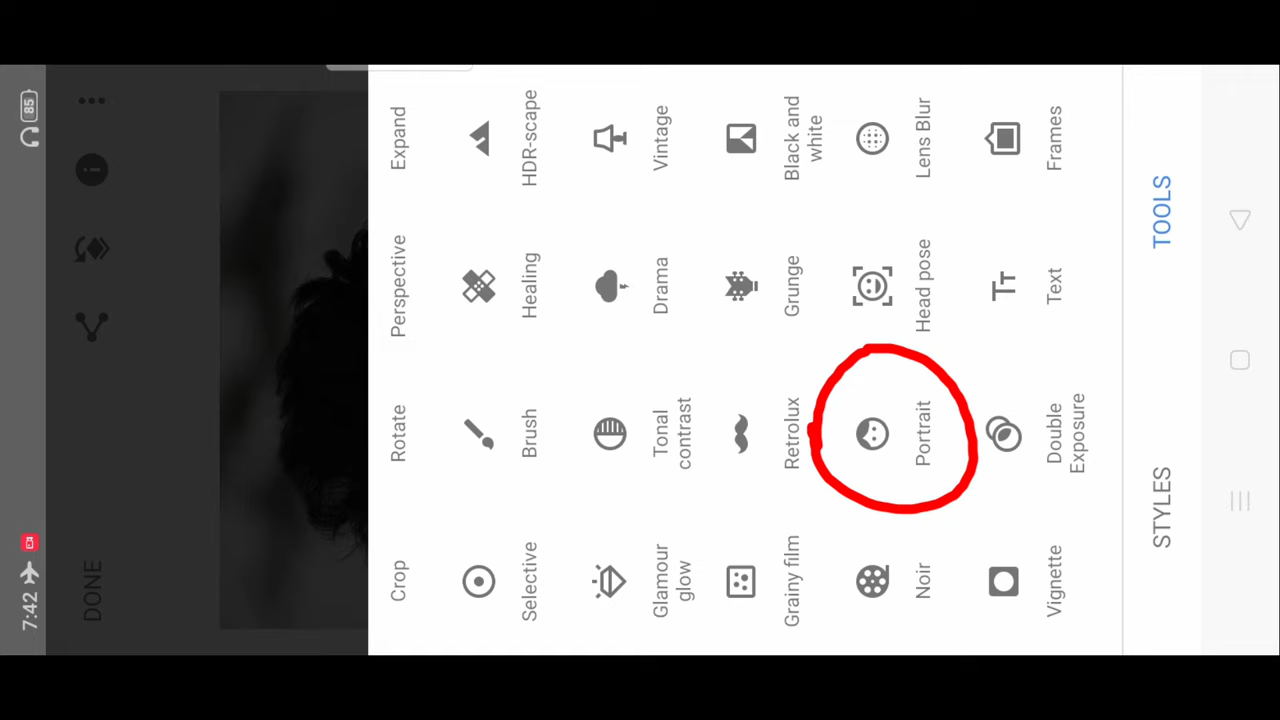 7:42
85
DONE
Crop
Rotate
Perspective
Expand
Selective
Brush
Healing
HDR-scape
Glamour
glow
Tonal
contrast
Drama
Vintage
Grainy film
Retrolux
Grunge
Black and
white
Noir
Portrait
Head pose
Lens Blur
Vignette
Double
Exposure
Text
Frames
STYLES
TOOLS